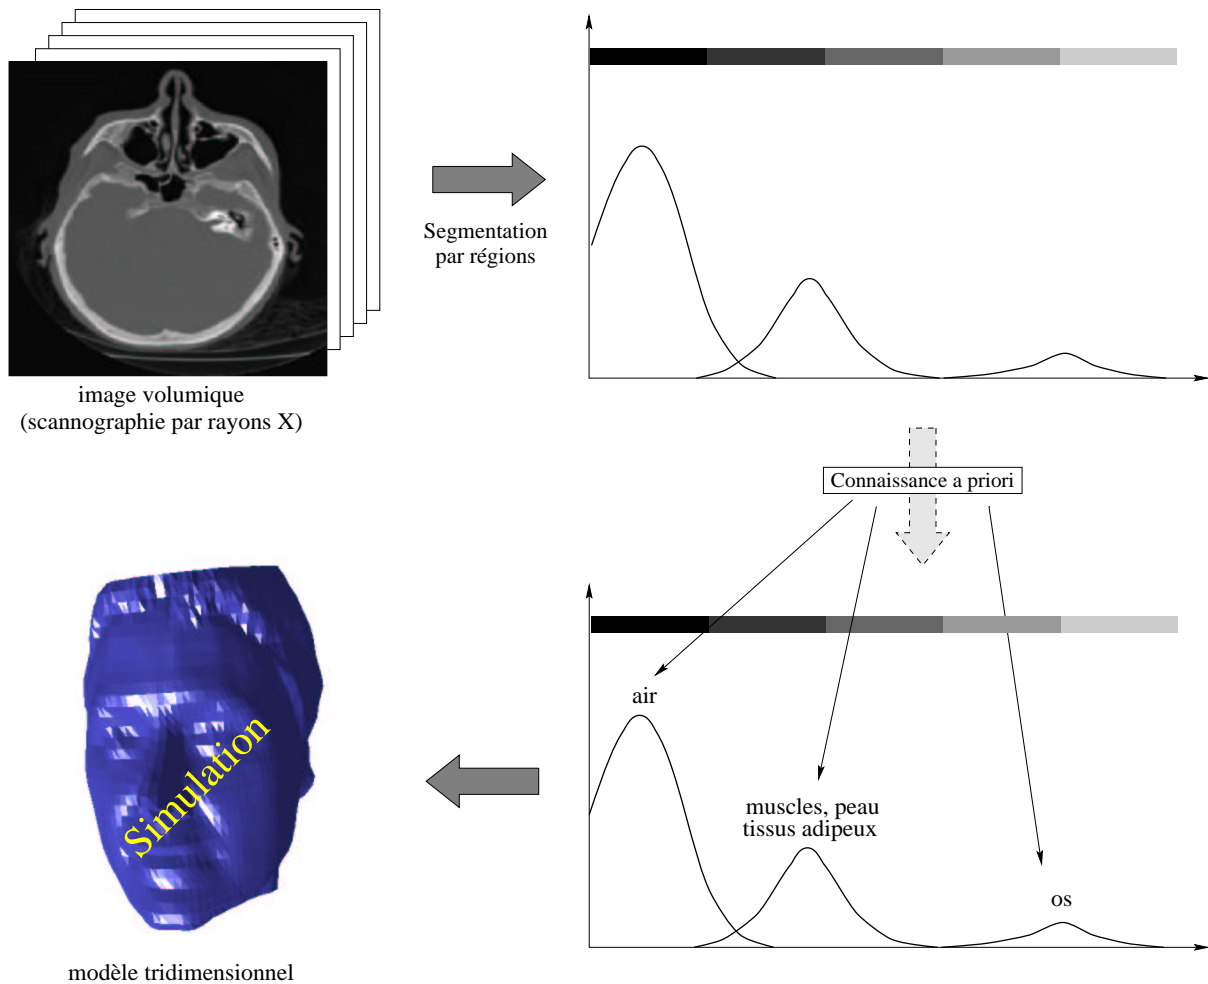 image volumique
(scannographie par rayons X)
Segmentation
par régions
Connaissance a priori
air
muscles, peau
tissus adipeux
os
Simulation
modèle tridimensionnel